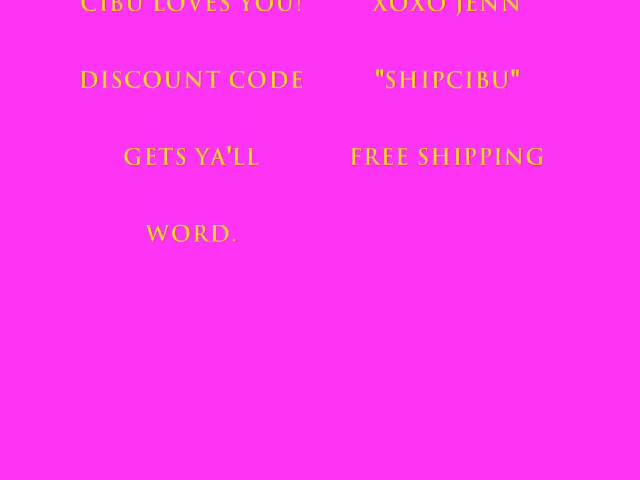 CIBU LOVES YOU! XOXO JENN
DISCOUNT CODE "SHIPCIBU"
GETS YA'LL FREE SHIPPING
WORD.